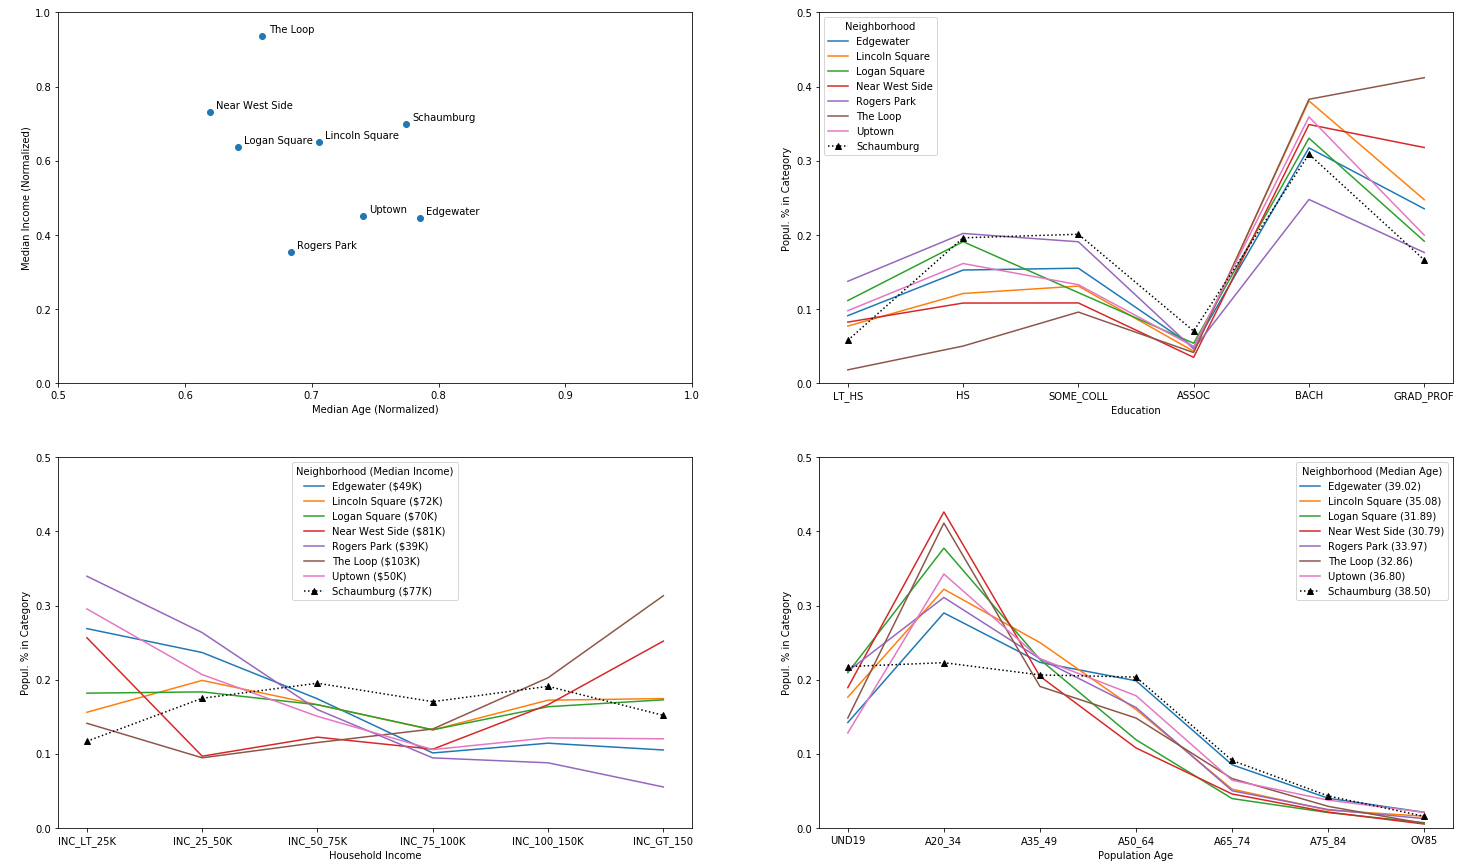 1.0
0.8
0.6
0.4
0.2
0.0
Median Income (Normalized)
The Loop
Near West Side
Schaumburg
Logan Square
Lincoln Square
Uptown
Edgewater
Rogers Park
0.5 0.6 0.7 0.8 0.9 1.0
Median Age (Normalized)
0.5
0.4
0.3
0.2
0.1
0.0
Popul. % in Category
Neighborhood
Edgewater
Lincoln Square
Logan Square
Near West Side
Rogers Park
The Loop
Uptown
Schaumburg
LT_HS HS SOME_COLL ASSOC BACH GRAD_PROF
Education
0.5
0.4
0.3
0.2
0.1
0.0
Popul. % in Category
Neighborhood (Median Income)
Edgewater ($49K)
Lincoln Square ($72K)
Logan Square ($70K)
Near West Side ($81K)
Rogers Park ($39K)
The Loop ($103K)
Uptown ($50K)
Schaumburg ($77K)
INC_LT_25K INC_25_50K INC_50_75K INC_75_100K INC_100_150K INC_GT_150
Household Income
0.5
0.4
0.3
0.2
0.1
0.0
Popul. % in Category
Neighborhood (Median Age)
Edgewater (39.02)
Lincoln Square (35.08)
Logan Square (31.89)
Near West Side (30.79)
Rogers Park (33.97)
The Loop (32.86)
Uptown (36.80)
Schaumburg (38.50)
UND19 A20_34 A35_49 A50_64 A65_74 A75_84 OV85
Population Age